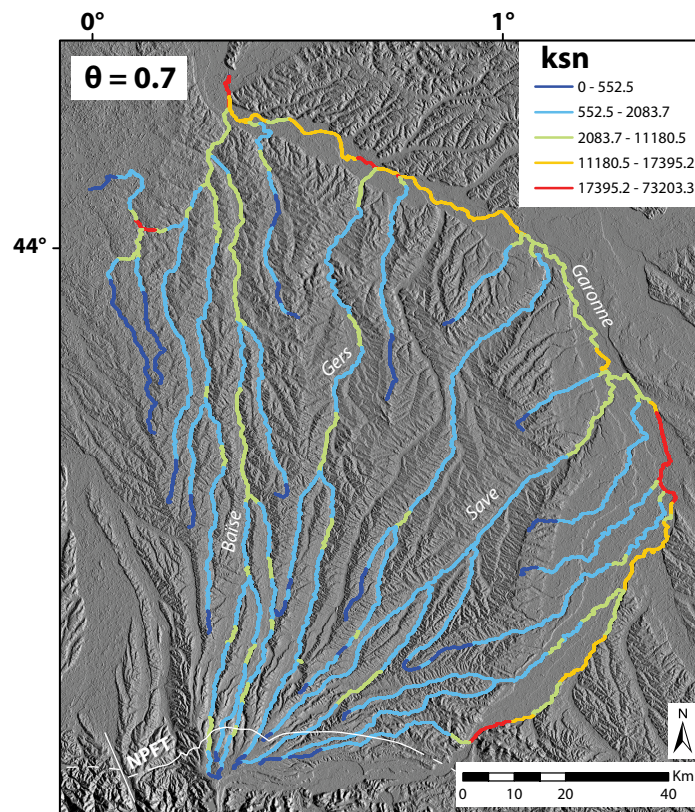 0° 1°
θ = 0.7
ksn
0 - 552.5
552.5 - 2083.7
2083.7 - 11180.5
11180.5 - 17395.2
17395.2 - 73203.3
44°
Garonne
Gers
Save
Baïse
NPFT
N
0 10 20 40
Km